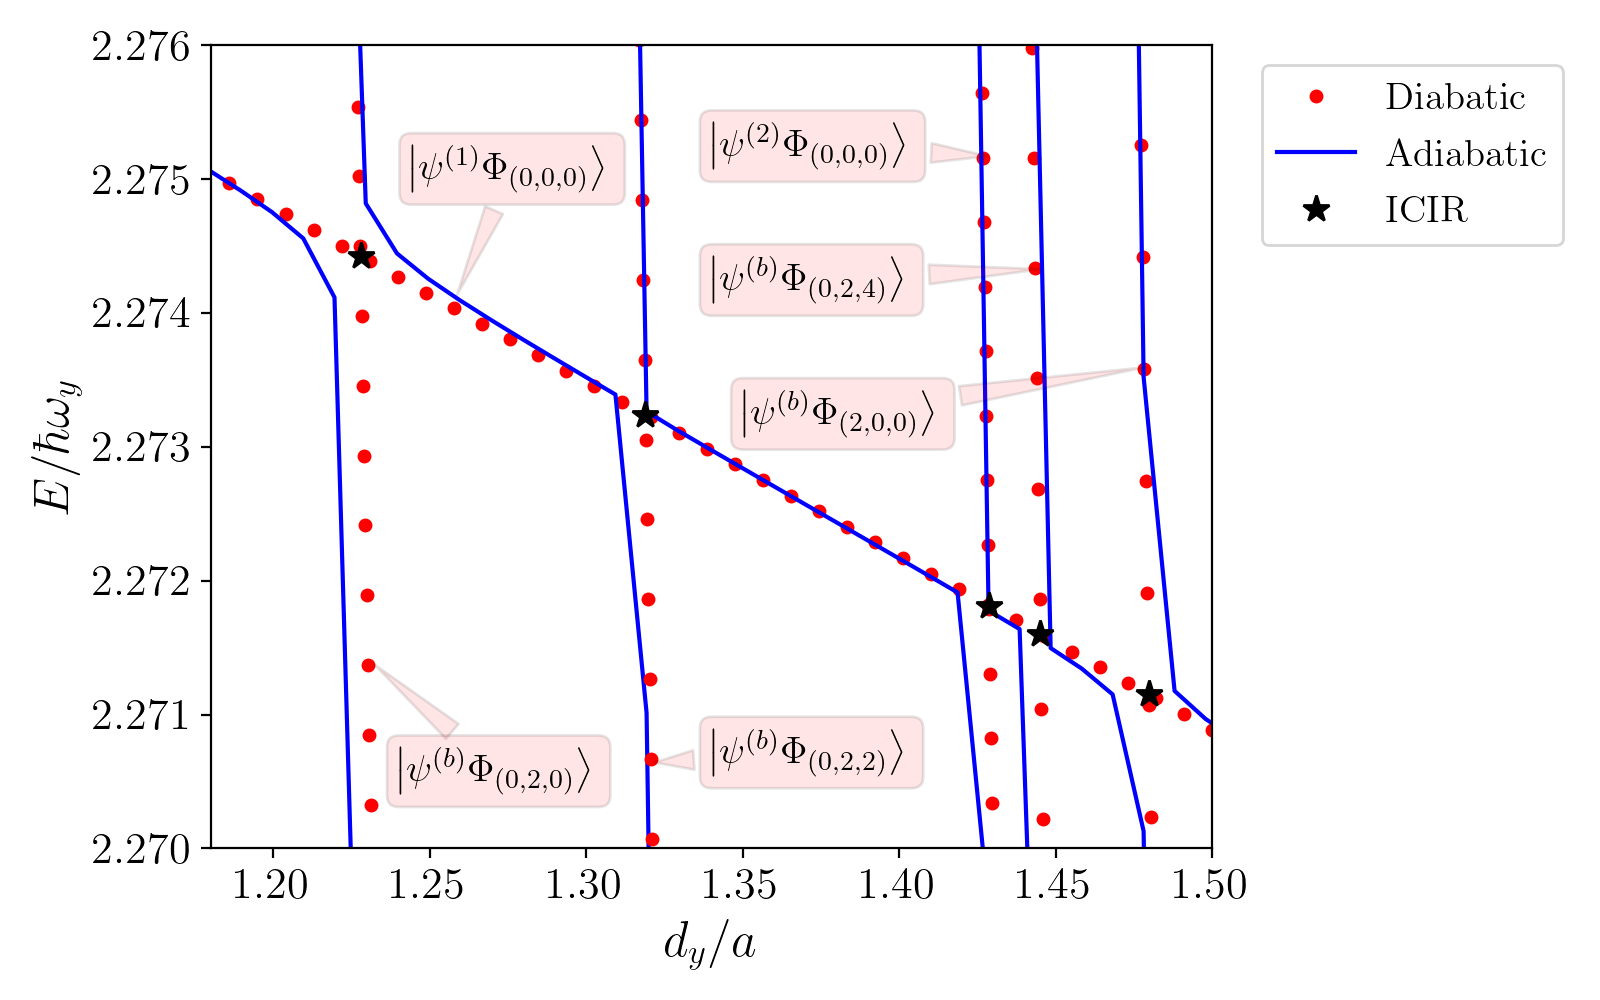 2.276
2.275
2.274
2.273
2.272
2.271
2.270
E/ħω_y
1.20 1.25 1.30 1.35 1.40 1.45 1.50
d_y/a
|ψ^(1)Φ_(0,0,0)⟩
|ψ^(2)Φ_(0,0,0)⟩
|ψ^(b)Φ_(0,2,4)⟩
|ψ^(b)Φ_(2,0,0)⟩
|ψ^(b)Φ_(0,2,0)⟩
|ψ^(b)Φ_(0,2,2)⟩
Diabatic
Adiabatic
ICIR